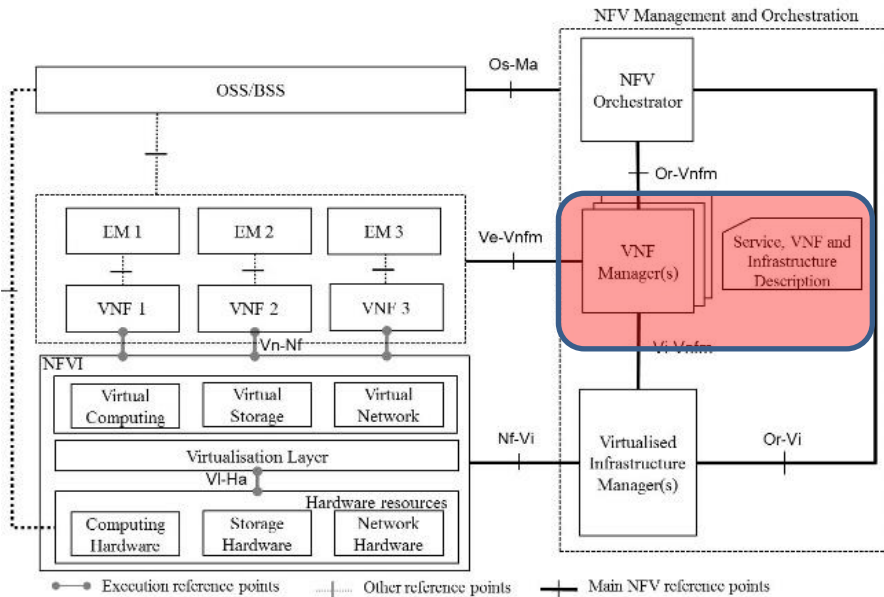 NFV Management and Orchestration
Os-Ma
OSS/BSS
NFV
Orchestrator
Or-Vnfm
EM 1
EM 2
EM 3
Ve-Vnfm
VNF
Manager(s)
Service, VNF and
Infrastructure
Description
VNF 1
VNF 2
VNF 3
Vn-Nf
Vi-Vnfm
NFVI
Virtual
Computing
Virtual
Storage
Virtual
Network
Nf-Vi
Virtualised
Infrastructure
Manager(s)
Or-Vi
Virtualisation Layer
Vl-Ha
Hardware resources
Computing
Hardware
Storage
Hardware
Network
Hardware
Execution reference points
Other reference points
Main NFV reference points